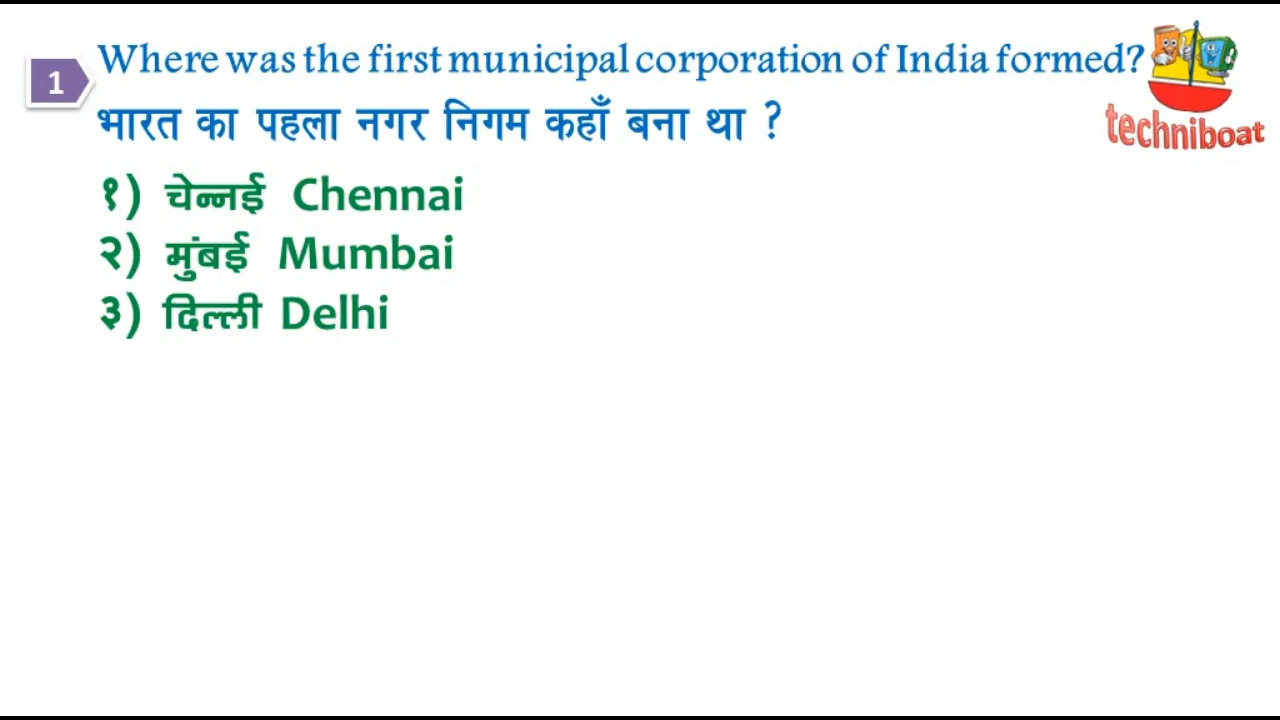 1
Where was the first municipal corporation of India formed?
भारत का पहला नगर निगम कहाँ बना था ?
१) चेन्नई Chennai
२) मुंबई Mumbai
३) दिल्ली Delhi
techniboat